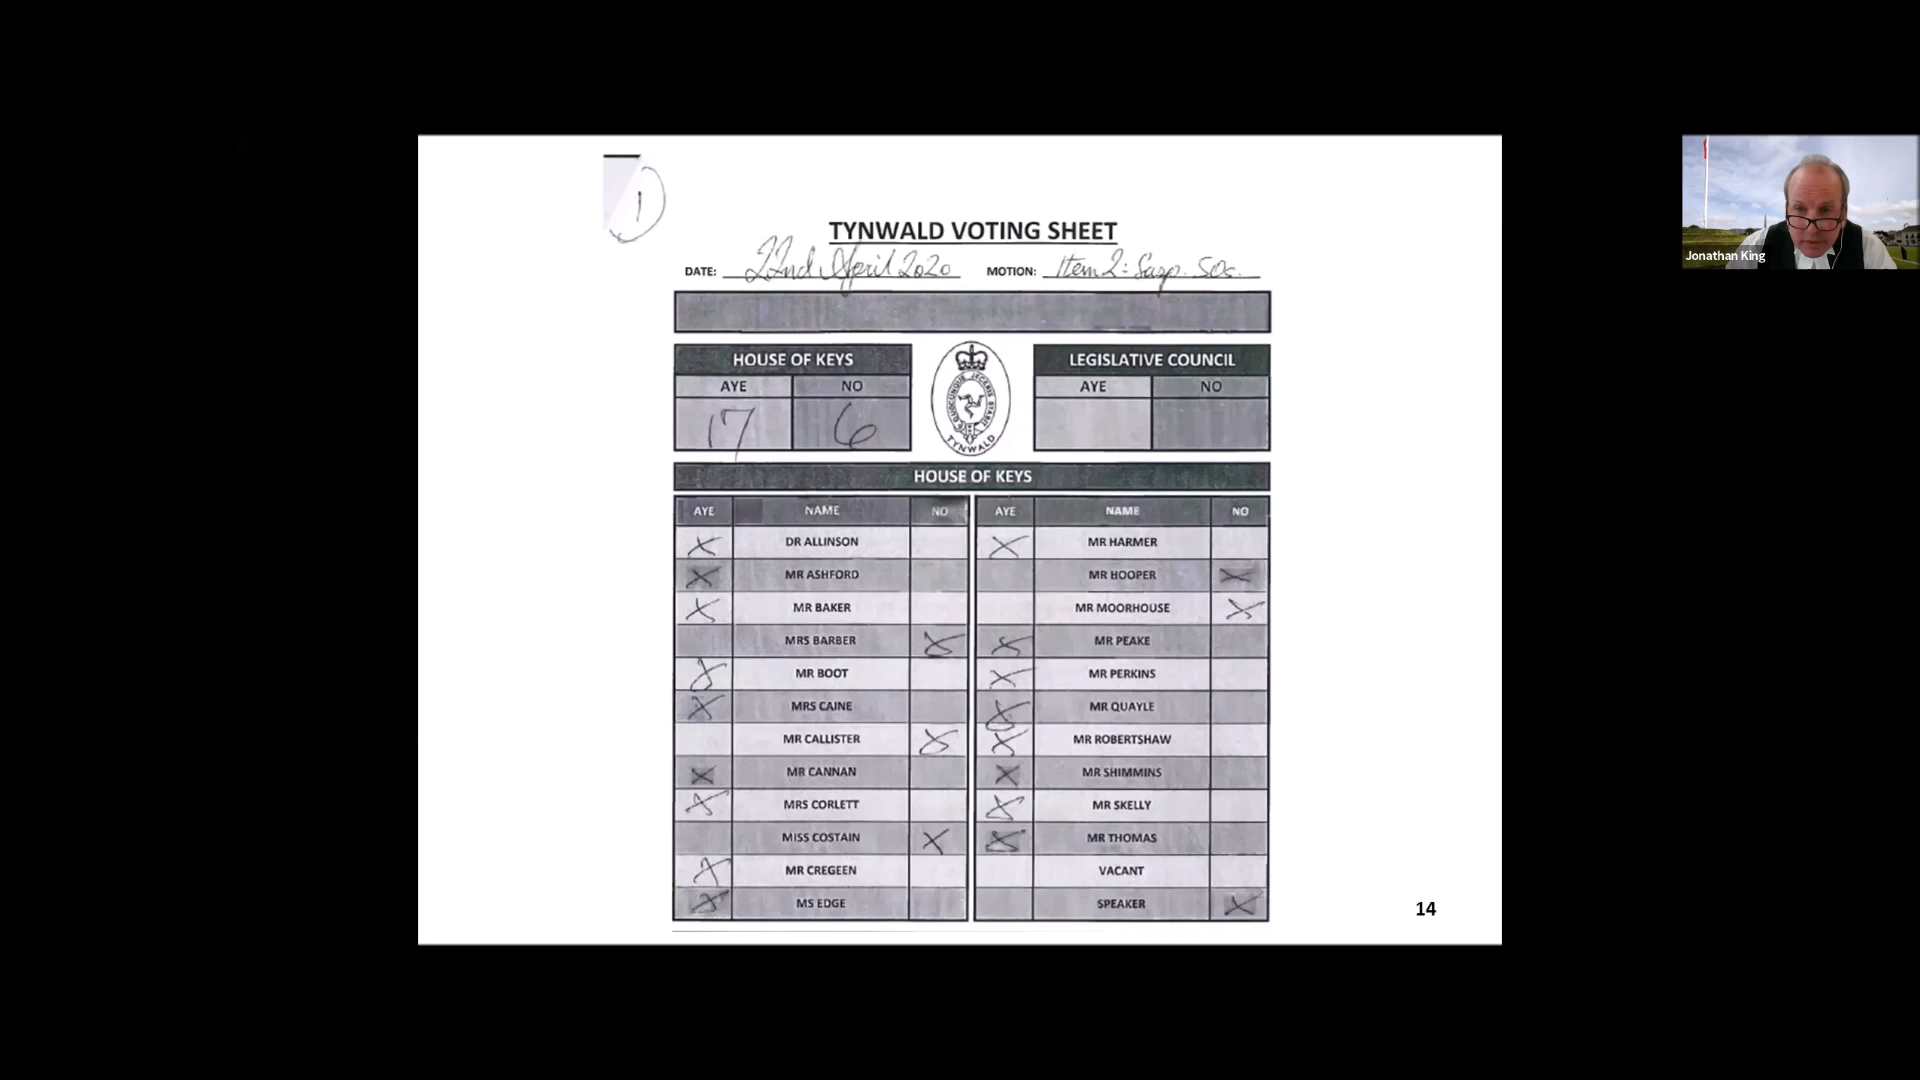 1
TYNWALD VOTING SHEET
DATE: 22nd April 2020 MOTION: Item 2: Susp. SOs.
HOUSE OF KEYS
AYE NO
17 6
QUOCUNQUE JECERIS STABIT
TYNWALD
LEGISLATIVE COUNCIL
AYE NO
HOUSE OF KEYS
AYE NAME NO AYE NAME NO
X DR ALLINSON X MR HARMER
X MR ASHFORD MR HOOPER X
X MR BAKER MR MOORHOUSE X
MRS BARBER X X MR PEAKE
X MR BOOT X MR PERKINS
X MRS CAINE X MR QUAYLE
MR CALLISTER X X MR ROBERTSHAW
X MR CANNAN X MR SHIMMINS
X MRS CORLETT X MR SKELLY
MISS COSTAIN X X MR THOMAS
X MR CREGEEN VACANT
X MS EDGE SPEAKER X
14
Jonathan King